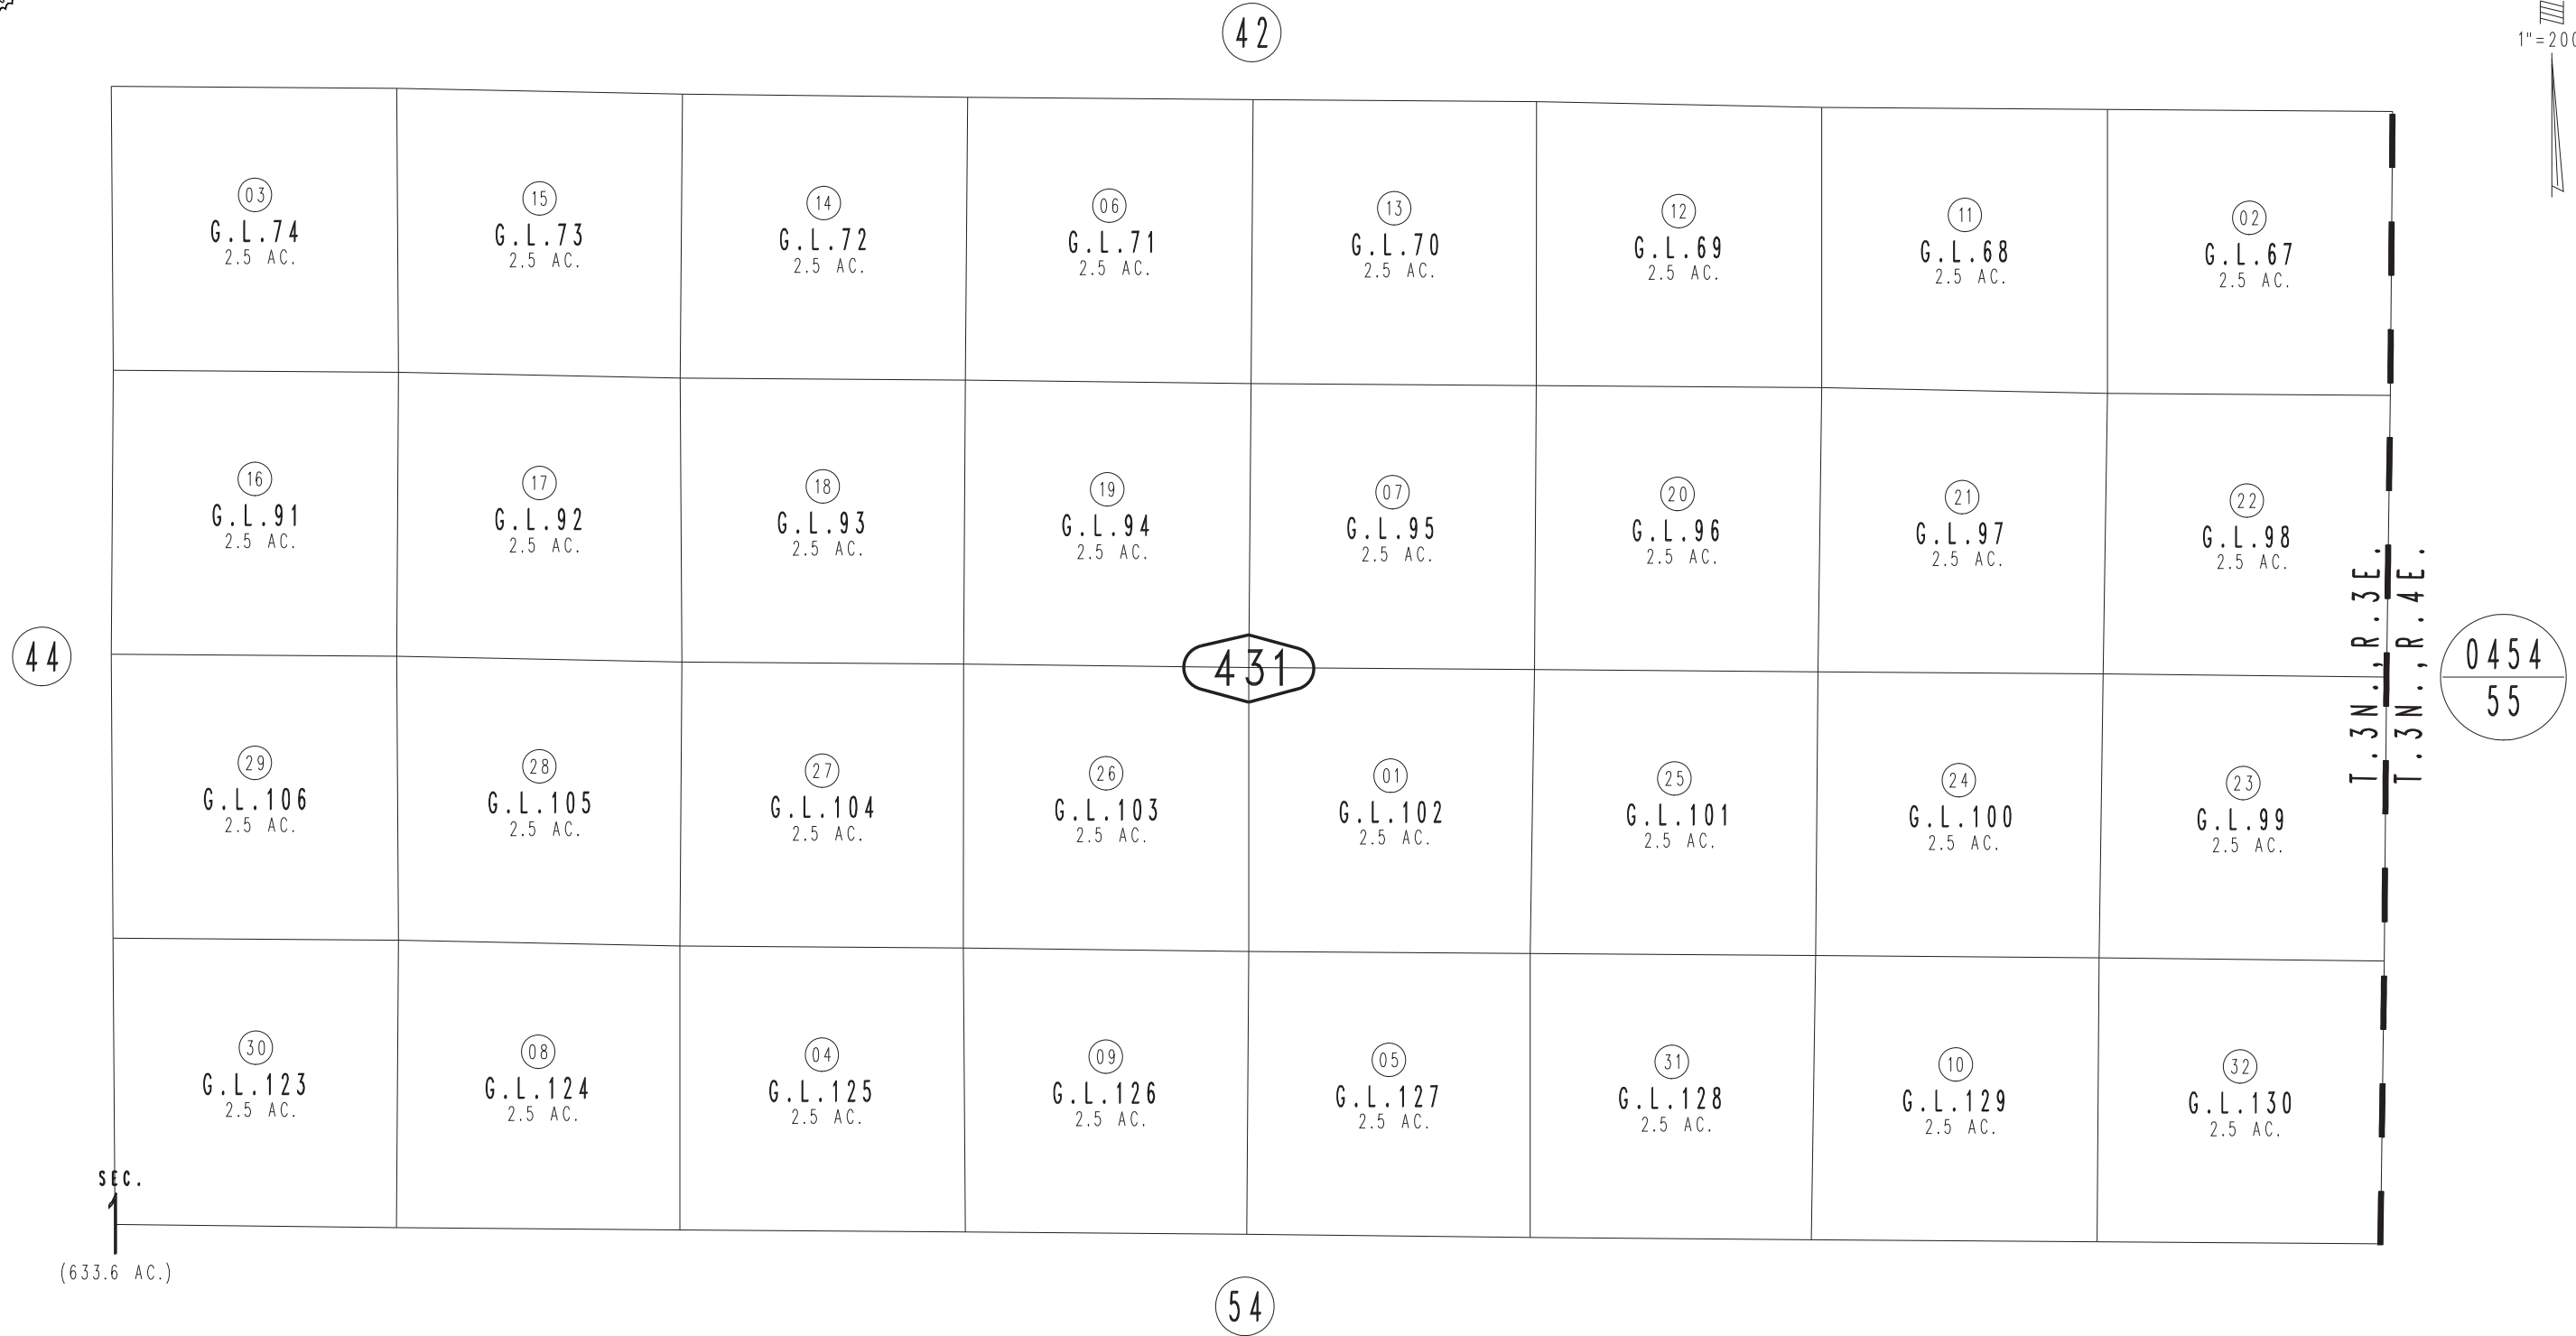 42
1"=200
03
G.L.74
2.5 AC.
15
G.L.73
2.5 AC.
14
G.L.72
2.5 AC.
06
G.L.71
2.5 AC.
13
G.L.70
2.5 AC.
12
G.L.69
2.5 AC.
11
G.L.68
2.5 AC.
02
G.L.67
2.5 AC.
16
G.L.91
2.5 AC.
17
G.L.92
2.5 AC.
18
G.L.93
2.5 AC.
19
G.L.94
2.5 AC.
07
G.L.95
2.5 AC.
20
G.L.96
2.5 AC.
21
G.L.97
2.5 AC.
22
G.L.98
2.5 AC.
44
431
T.3N.,R.3E.
T.3N.,R.4E.
0454
55
29
G.L.106
2.5 AC.
28
G.L.105
2.5 AC.
27
G.L.104
2.5 AC.
26
G.L.103
2.5 AC.
01
G.L.102
2.5 AC.
25
G.L.101
2.5 AC.
24
G.L.100
2.5 AC.
23
G.L.99
2.5 AC.
30
G.L.123
2.5 AC.
08
G.L.124
2.5 AC.
04
G.L.125
2.5 AC.
09
G.L.126
2.5 AC.
05
G.L.127
2.5 AC.
31
G.L.128
2.5 AC.
10
G.L.129
2.5 AC.
32
G.L.130
2.5 AC.
SEC.
1
(633.6 AC.)
54